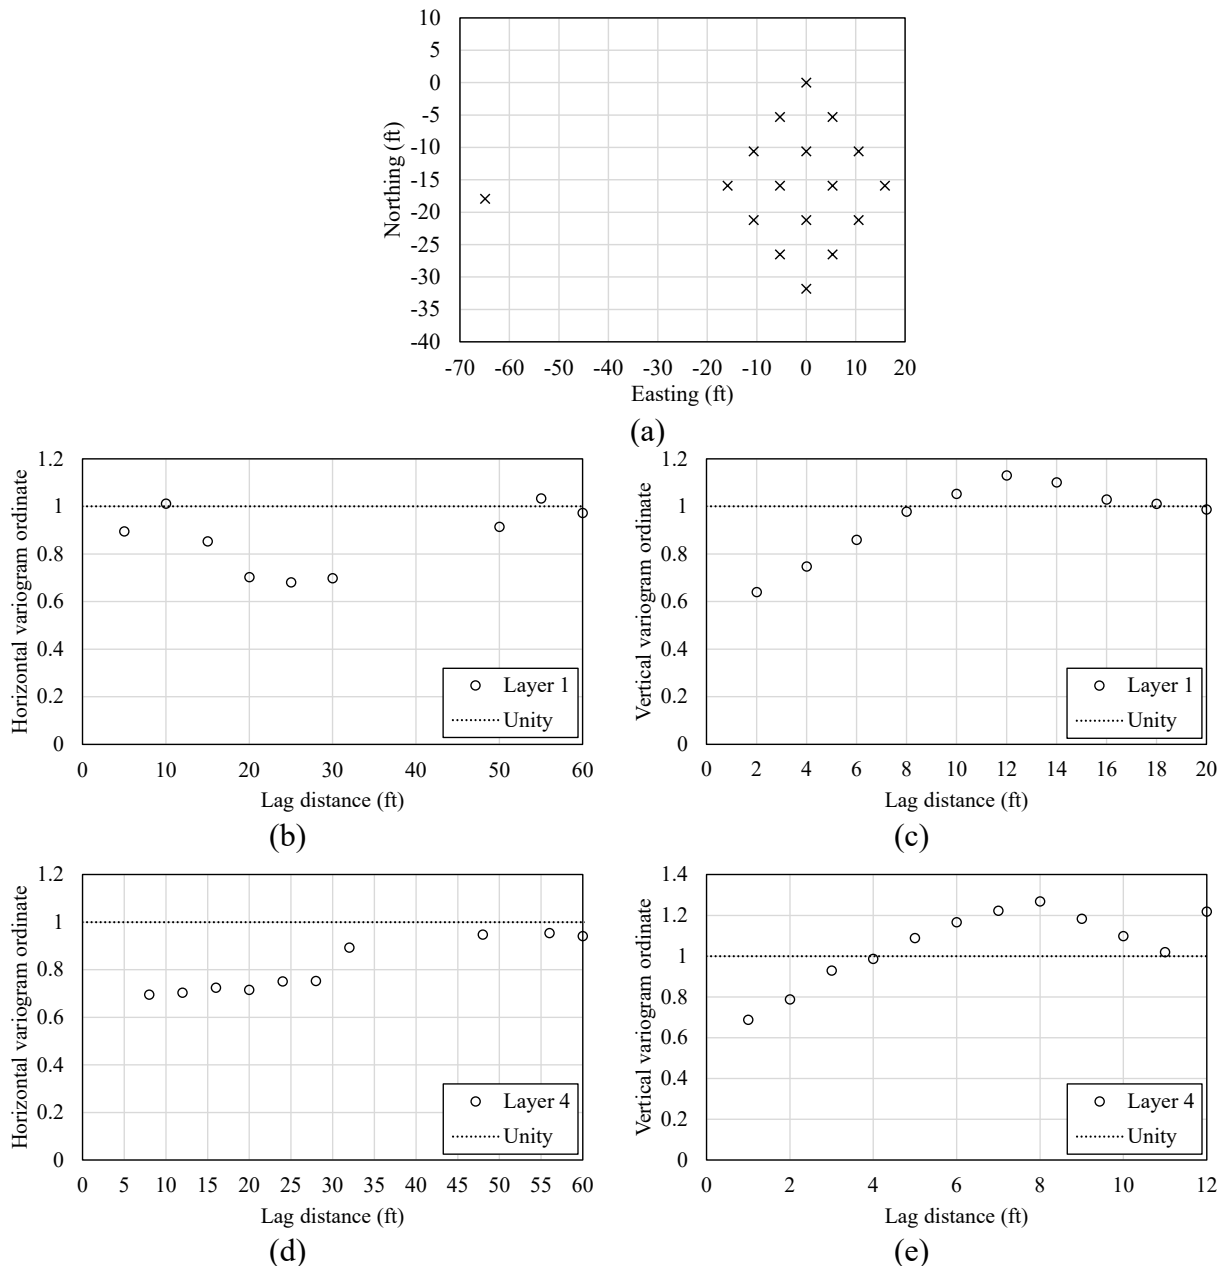 10
5
0
-5
-10
-15
-20
-25
-30
-35
-40
Northing (ft)
-70 -60 -50 -40 -30 -20 -10 0 10 20
Easting (ft)
(a)
1.2
1
0.8
0.6
0.4
0.2
0
Horizontal variogram ordinate
Layer 1
Unity
0 10 20 30 40 50 60
Lag distance (ft)
(b)
1.2
1
0.8
0.6
0.4
0.2
0
Vertical variogram ordinate
Layer 1
Unity
0 2 4 6 8 10 12 14 16 18 20
Lag distance (ft)
(c)
1.2
1
0.8
0.6
0.4
0.2
0
Horizontal variogram ordinate
Layer 4
Unity
0 5 10 15 20 25 30 35 40 45 50 55 60
Lag distance (ft)
(d)
1.4
1.2
1
0.8
0.6
0.4
0.2
0
Vertical variogram ordinate
Layer 4
Unity
0 2 4 6 8 10 12
Lag distance (ft)
(e)